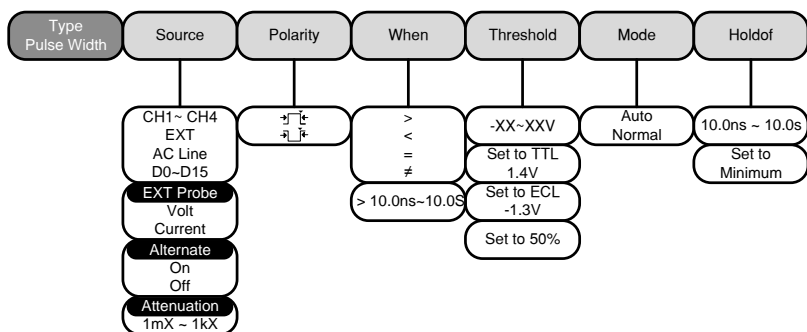 Type
Pulse Width
Source
Polarity
When
Threshold
Mode
Holdof
CH1~ CH4
EXT
AC Line
D0~D15
EXT Probe
Volt
Current
Alternate
On
Off
Attenuation
1mX ~ 1kX
>
<
=
≠
> 10.0ns~10.0S
-XX~XXV
Set to TTL
1.4V
Set to ECL
-1.3V
Set to 50%
Auto
Normal
10.0ns ~ 10.0s
Set to
Minimum